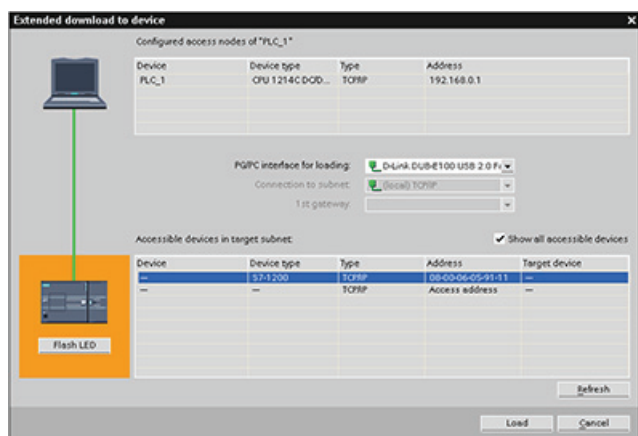 Extended download to device
Configured access nodes of "PLC_1"
Device Device type Type Address
PLC_1 CPU 1214C DC/D... TCP/IP 192.168.0.1
PG/PC interface for loading: D-Link DUB-E100 USB 2.0 Fa
Connection to subnet: (local) TCP/IP
1st gateway:
Accessible devices in target subnet: Show all accessible devices
Device Device type Type Address Target device
— S7-1200 TCP/IP 08-00-06-05-91-11 —
— — TCP/IP Access address —
Flash LED
Refresh
Load Cancel